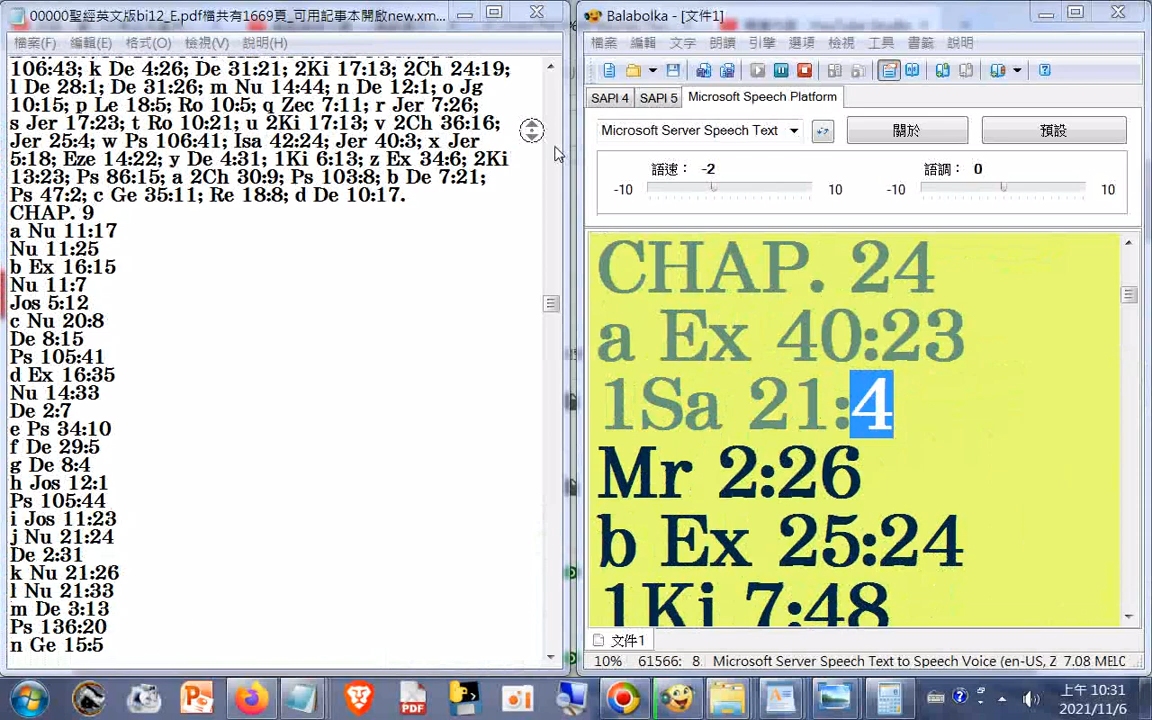 00000聖經英文版bi12_E.pdf檔共有1669頁_可用記事本開啟new.xm...
檔案(F) 編輯(E) 格式(O) 檢視(V) 說明(H)
106:43; k De 4:26; De 31:21; 2Ki 17:13; 2Ch 24:19;
l De 28:1; De 31:26; m Nu 14:44; n De 12:1; o Jg
10:15; p Le 18:5; Ro 10:5; q Zec 7:11; r Jer 7:26;
s Jer 17:23; t Ro 10:21; u 2Ki 17:13; v 2Ch 36:16;
Jer 25:4; w Ps 106:41; Isa 42:24; Jer 40:3; x Jer
5:18; Eze 14:22; y De 4:31; 1Ki 6:13; z Ex 34:6; 2Ki
13:23; Ps 86:15; a 2Ch 30:9; Ps 103:8; b De 7:21;
Ps 47:2; c Ge 35:11; Re 18:8; d De 10:17.
CHAP. 9
a Nu 11:17
Nu 11:25
b Ex 16:15
Nu 11:7
Jos 5:12
c Nu 20:8
De 8:15
Ps 105:41
d Ex 16:35
Nu 14:33
De 2:7
e Ps 34:10
f De 29:5
g De 8:4
h Jos 12:1
Ps 105:44
i Jos 11:23
j Nu 21:24
De 2:31
k Nu 21:26
l Nu 21:33
m De 3:13
Ps 136:20
n Ge 15:5
Balabolka - [文件1]
檔案 編輯 文字 朗讀 引擎 選項 檢視 工具 書籤 說明
SAPI 4 SAPI 5 Microsoft Speech Platform
Microsoft Server Speech Text 關於 預設
語速： -2 語調： 0
-10 10 -10 10
CHAP. 24
a Ex 40:23
1Sa 21:4
Mr 2:26
b Ex 25:24
1Ki 7:48
文件1
10% 61566: 8 Microsoft Server Speech Text to Speech Voice (en-US, Z 7.08 MELC
上午 10:31
2021/11/6